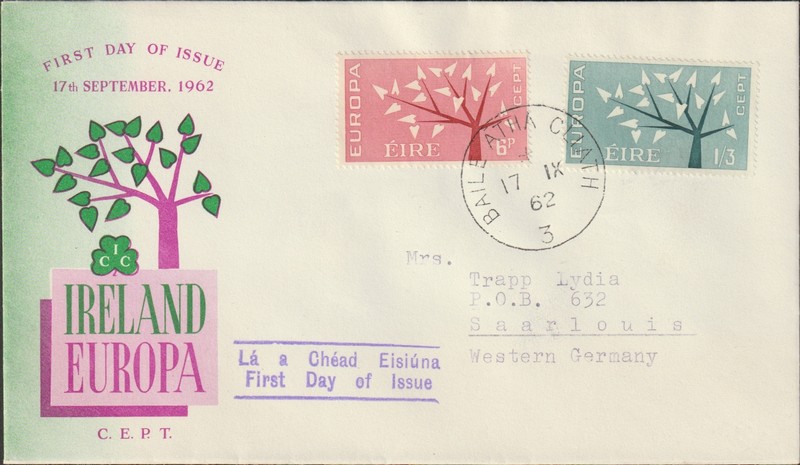 FIRST DAY OF ISSUE
17th SEPTEMBER, 1962
ICC
IRELAND
EUROPA
C. E. P. T.
EUROPA
CEPT
ÉIRE
6P
EUROPA
CEPT
ÉIRE
1/3
BAILE ATHA CLIATH
17 IX
62
3
Mrs.
Trapp Lydia
P.O.B. 632
Saarlouis
Western Germany
Lá a Chéad Eisiúna
First Day of Issue